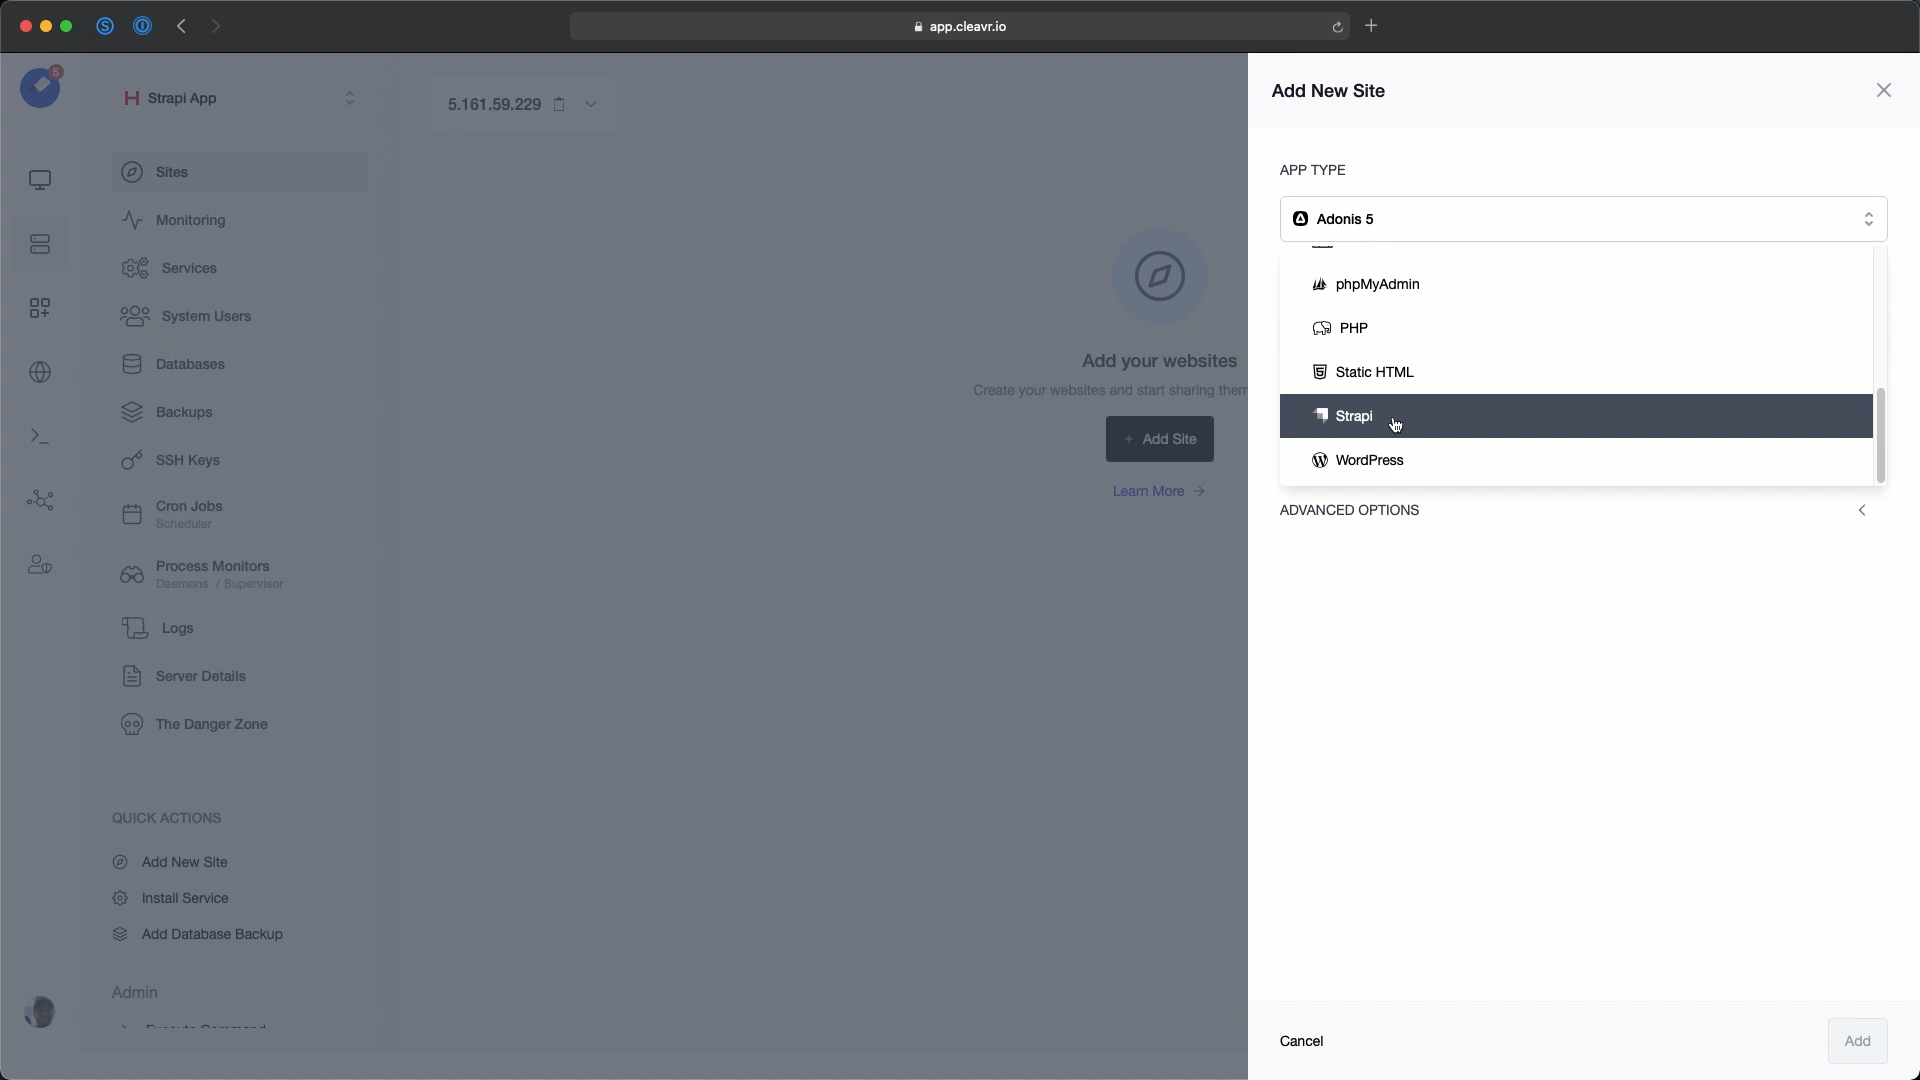 app.cleavr.io
5
Strapi App
Sites
Monitoring
Services
System Users
Databases
Backups
SSH Keys
Cron Jobs
Scheduler
Process Monitors
Daemons / Supervisor
Logs
Server Details
The Danger Zone
QUICK ACTIONS
Add New Site
Install Service
Add Database Backup
Admin
5.161.59.229
Add your websites
Create your websites and start sharing them
+ Add Site
Learn More →
Add New Site
APP TYPE
Adonis 5
phpMyAdmin
PHP
Static HTML
Strapi
WordPress
ADVANCED OPTIONS
Cancel
Add